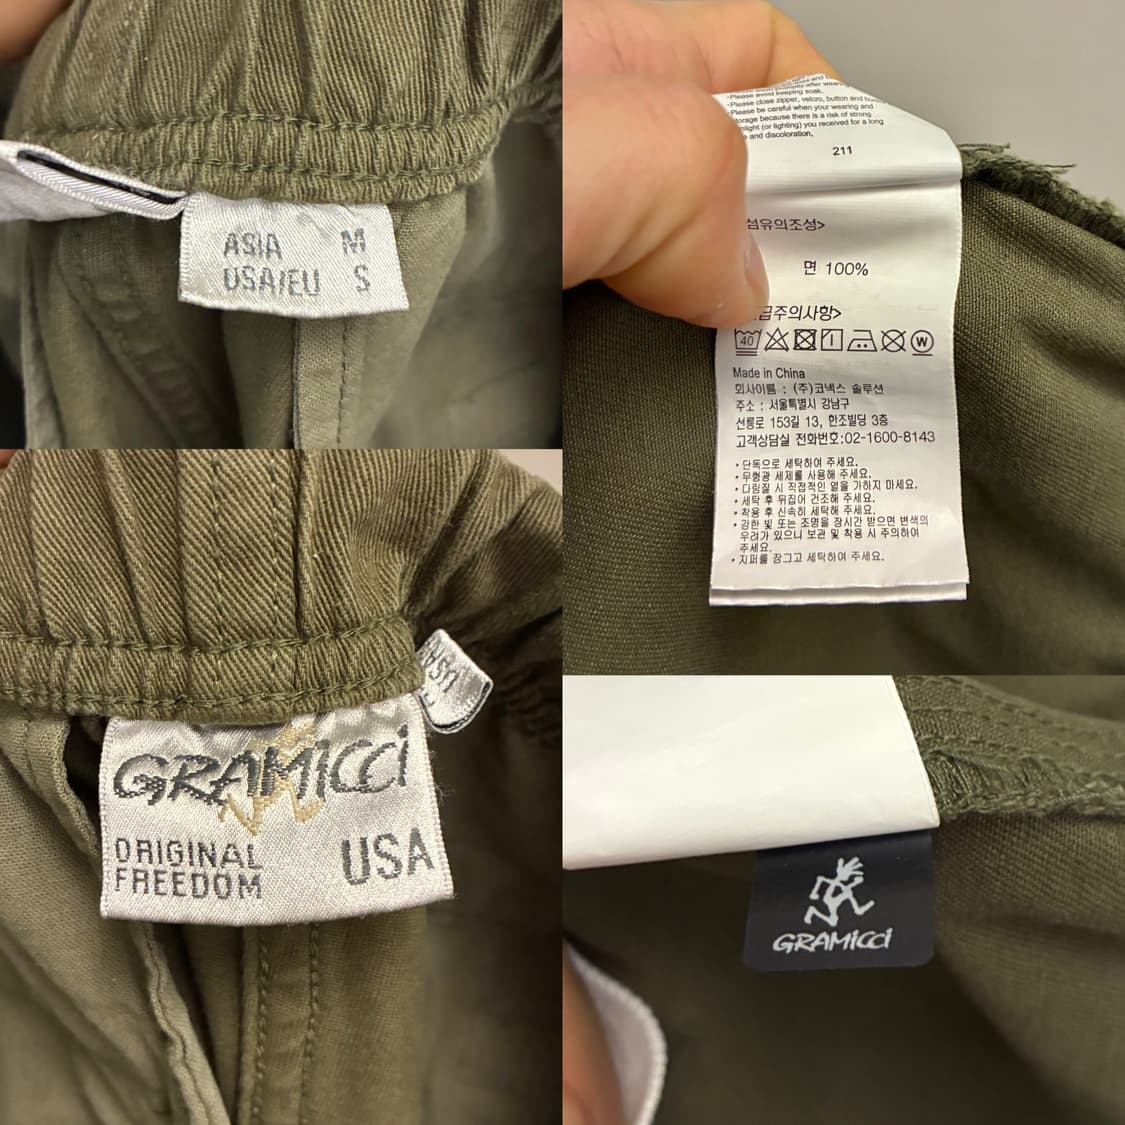 ASIA M
USA/EU S
•Please avoid keeping soak.
•Please close zipper, velcro, button and
•Please be careful when your wearing and
storage because there is a risk of strong
(or lighting) you received for a long
and discoloration,
211
섬유의조성>
면 100%
급주의사항>
40
W
Made in China
회사이름 : (주)코넥스 솔루션
주소 : 서울특별시 강남구
선릉로 153길 13, 한조빌딩 3층
고객상담실 전화번호:02-1600-8143
•단독으로 세탁하여 주세요.
•무형광 세제를 사용해 주세요.
•다림질 시 직접적인 열을 가하지 마세요.
•세탁 후 뒤집어 건조해 주세요.
•착용 후 신속히 세탁해 주세요.
•강한 빛 또는 조명을 장시간 받으면 변색의
우려가 있으니 보관 및 착용 시 주의하여
주세요.
•지퍼를 잠그고 세탁하여 주세요.
GRAMICCI
ORIGINAL
FREEDOM USA
USA
GRAMICCI